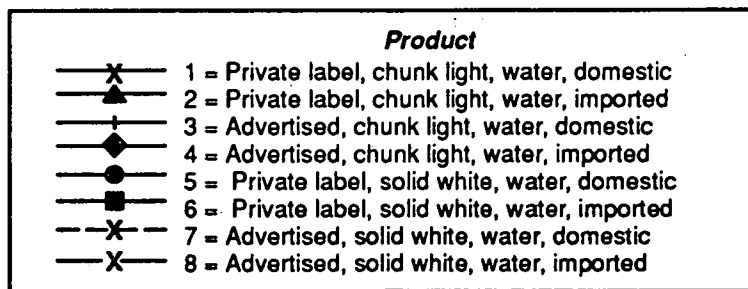 Product
1 = Private label, chunk light, water, domestic
2 = Private label, chunk light, water, imported
3 = Advertised, chunk light, water, domestic
4 = Advertised, chunk light, water, imported
5 = Private label, solid white, water, domestic
6 = Private label, solid white, water, imported
7 = Advertised, solid white, water, domestic
8 = Advertised, solid white, water, imported